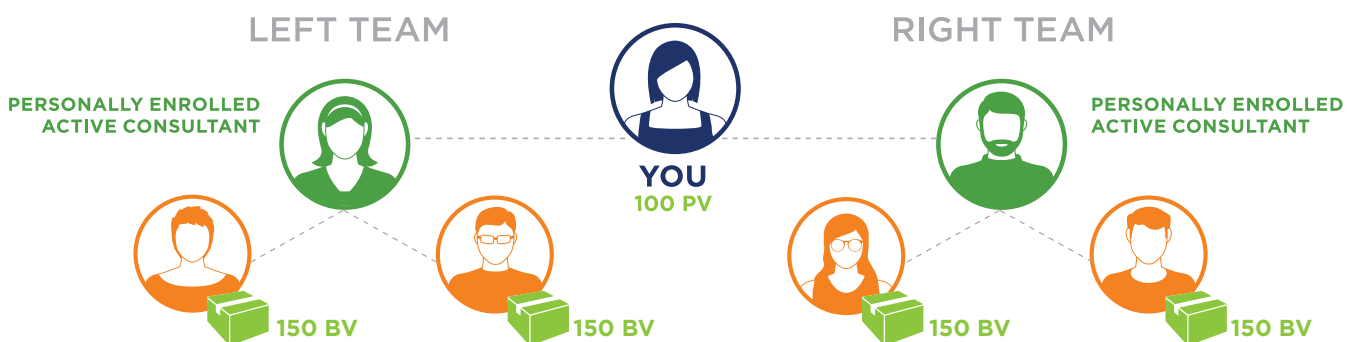 LEFT TEAM
RIGHT TEAM
PERSONALLY ENROLLED
ACTIVE CONSULTANT
PERSONALLY ENROLLED
ACTIVE CONSULTANT
YOU
100 PV
150 BV
150 BV
150 BV
150 BV